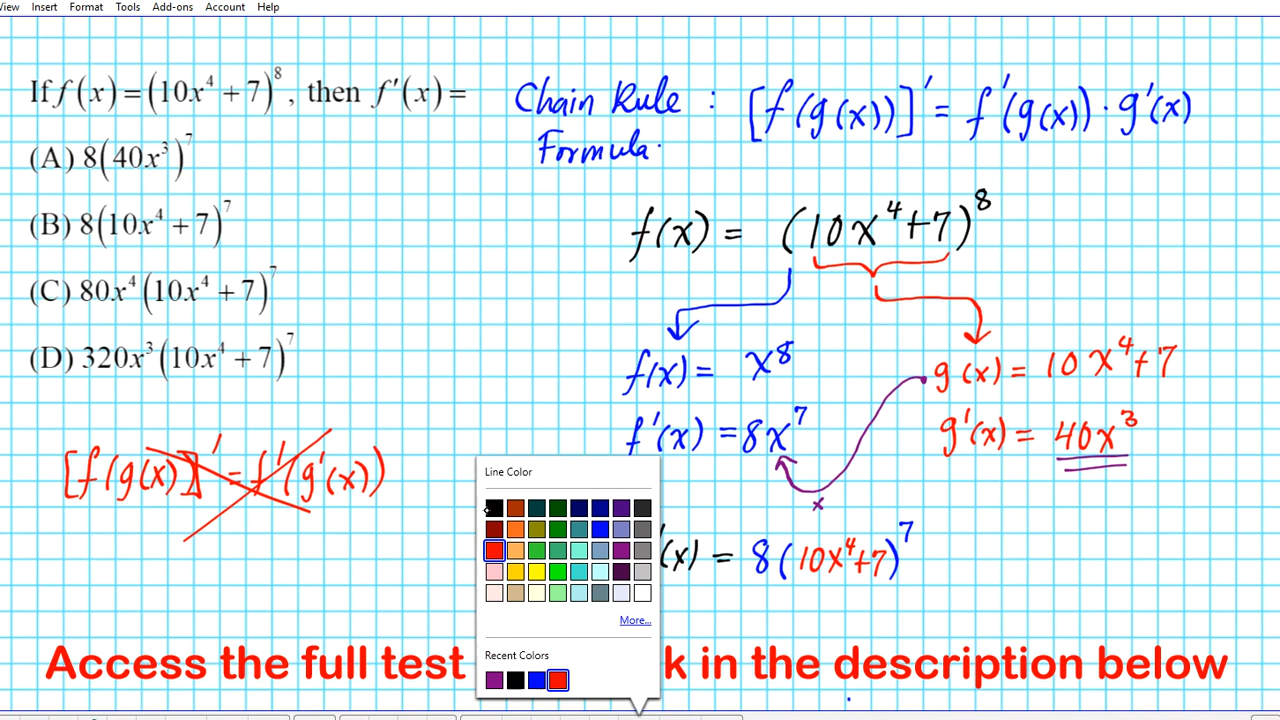 View Insert Format Tools Add-ons Account Help
If f(x) = (10x⁴ + 7)⁸, then f′(x) =
(A) 8(40x³)⁷
(B) 8(10x⁴ + 7)⁷
(C) 80x⁴(10x⁴ + 7)⁷
(D) 320x³(10x⁴ + 7)⁷
[f(g(x)]′ = f′(g′(x))
Chain Rule : [f(g(x))]′ = f′(g(x)) · g′(x)
Formula.
f(x) = (10x⁴+7)⁸
f(x) = x⁸
g(x) = 10x⁴+7
f′(x) = 8x⁷
g′(x) = 40x³
x
(x) = 8(10x⁴+7)⁷
Line Color
More...
Recent Colors
Access the full test k in the description below